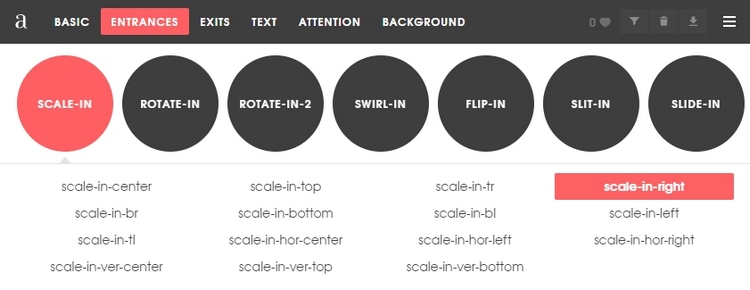 a BASIC ENTRANCES EXITS TEXT ATTENTION BACKGROUND 0
SCALE-IN ROTATE-IN ROTATE-IN-2 SWIRL-IN FLIP-IN SLIT-IN SLIDE-IN
scale-in-center scale-in-top scale-in-tr scale-in-right
scale-in-br scale-in-bottom scale-in-bl scale-in-left
scale-in-tl scale-in-hor-center scale-in-hor-left scale-in-hor-right
scale-in-ver-center scale-in-ver-top scale-in-ver-bottom